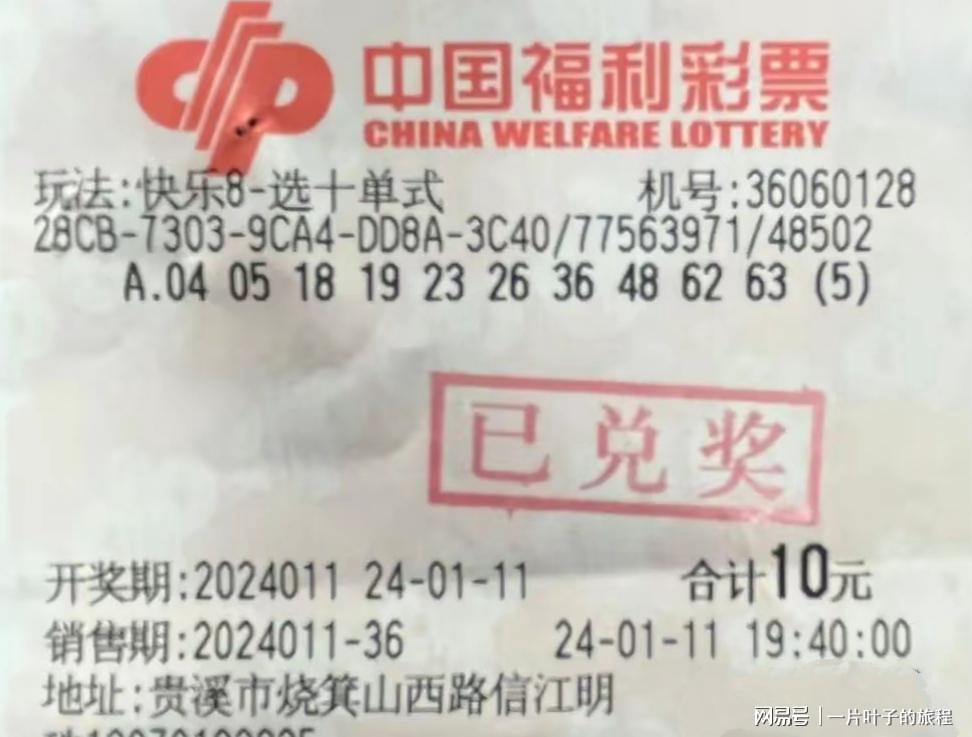 中国福利彩票
CHINA WELFARE LOTTERY
玩法:快乐8-选十单式 机号:36060128
28CB-7303-9CA4-DD8A-3C40/77563971/48502
A.04 05 18 19 23 26 36 48 62 63 (5)
已兑奖
开奖期:2024011 24-01-11 合计10元
销售期:2024011-36 24-01-11 19:40:00
地址:贵溪市烧箕山西路信江明
网易号|一片叶子的旅程